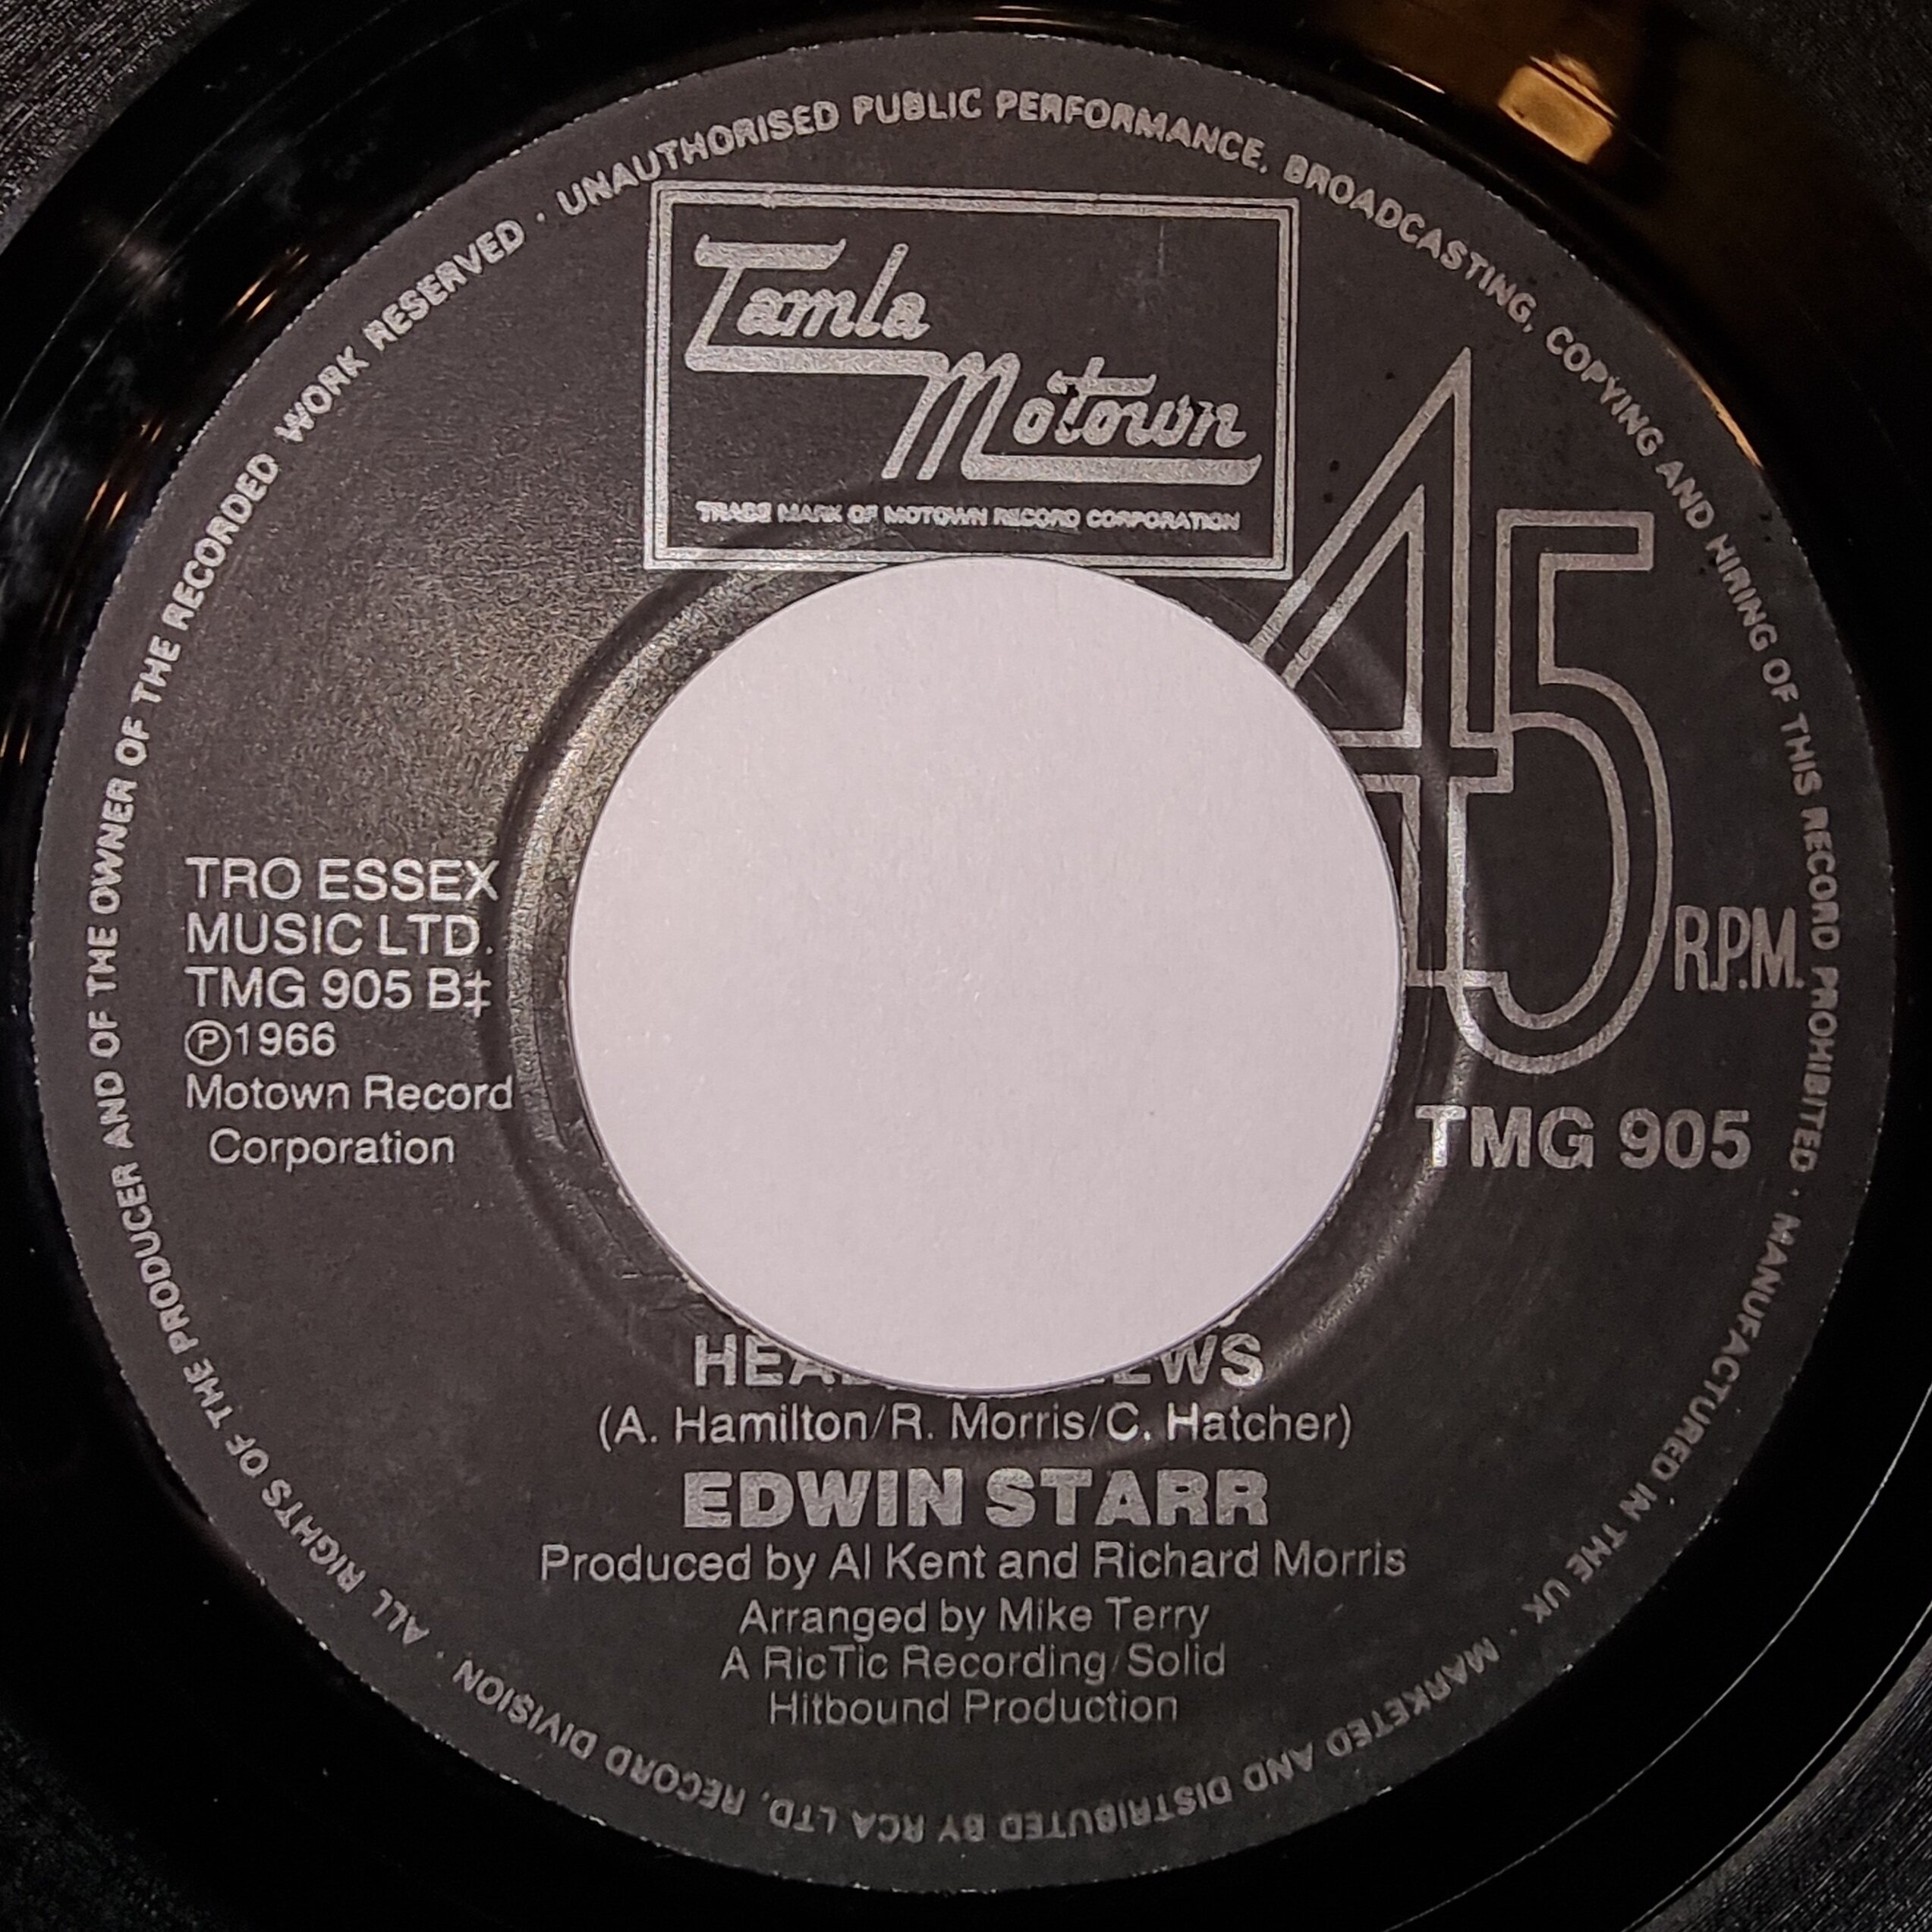 Tamla
Motown
TRADE MARK OF MOTOWN RECORD CORPORATION
45
R.P.M.
TRO ESSEX
MUSIC LTD.
TMG 905 B‡
Ⓟ1966
Motown Record
Corporation
TMG 905
(A. Hamilton/R. Morris/C. Hatcher)
EDWIN STARR
Produced by Al Kent and Richard Morris
Arranged by Mike Terry
A RicTic Recording/Solid
Hitbound Production
ALL RIGHTS OF THE PRODUCER AND OF THE OWNER OF THE RECORDED WORK RESERVED · UNAUTHORISED PUBLIC PERFORMANCE, BROADCASTING, COPYING AND HIRING OF THIS RECORD PROHIBITED · MANUFACTURED IN THE UK · MARKETED AND DISTRIBUTED BY RCA LTD. RECORD DIVISION ·